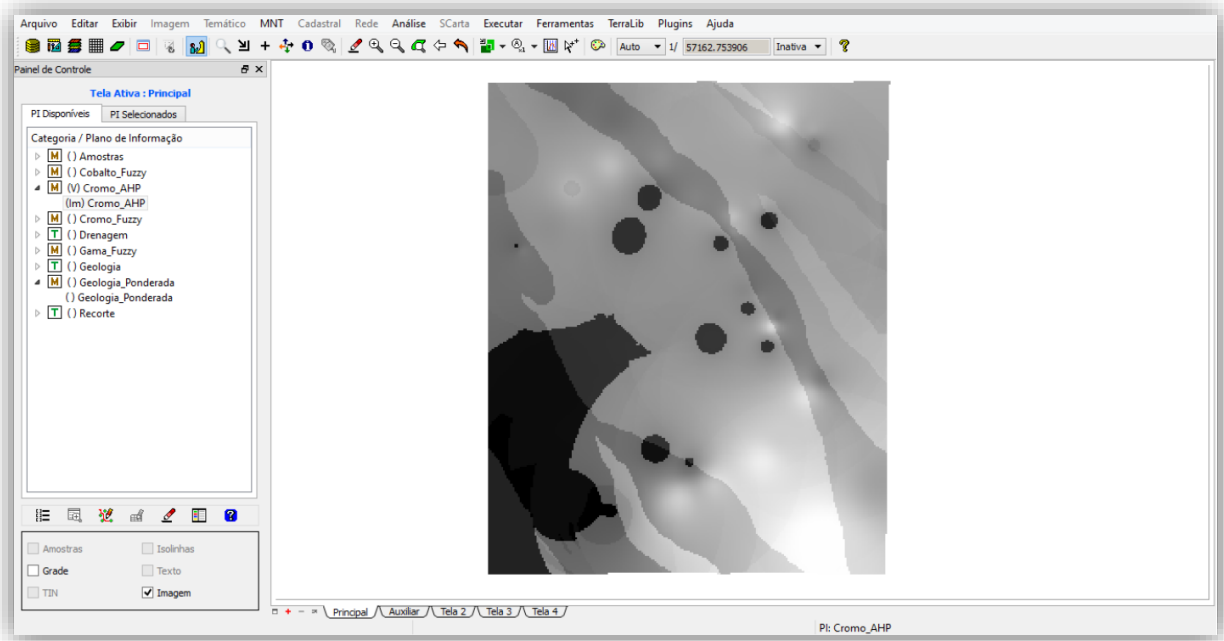 Arquivo Editar Exibir Imagem Temático MNT Cadastral Rede Análise SCarta Executar Ferramentas TerraLib Plugins Ajuda
Auto 1/ 57162.753906 Inativa
Painel de Controle
Tela Ativa : Principal
PI Disponíveis PI Selecionados
Categoria / Plano de Informação
M () Amostras
M () Cobalto_Fuzzy
M (V) Cromo_AHP
(Im) Cromo_AHP
M () Cromo_Fuzzy
T () Drenagem
M () Gama_Fuzzy
T () Geologia
M () Geologia_Ponderada
() Geologia_Ponderada
T () Recorte
Amostras Isolinhas
Grade Texto
TIN Imagem
Principal Auxiliar Tela 2 Tela 3 Tela 4
PI: Cromo_AHP